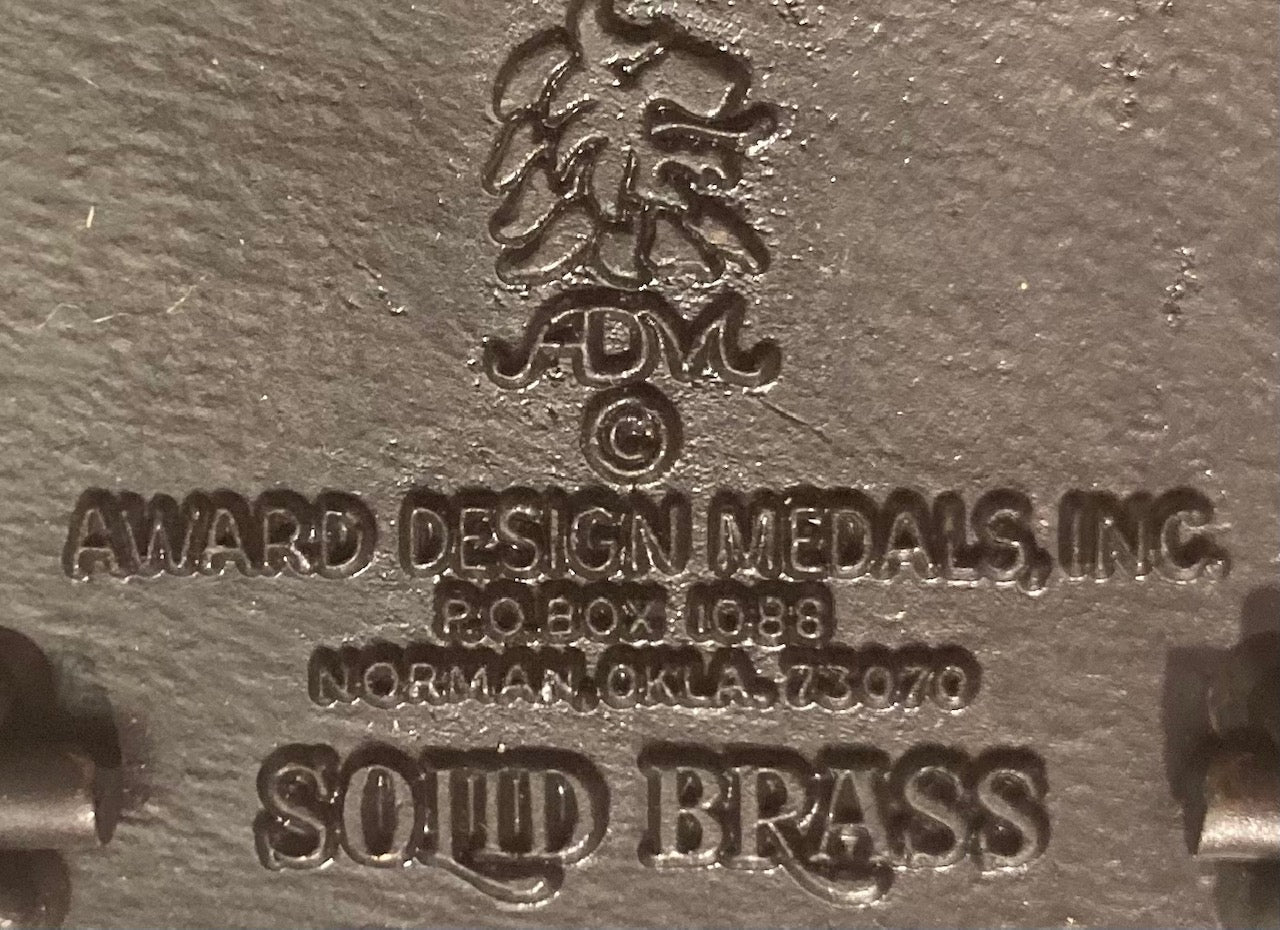 ADM
©
AWARD DESIGN MEDALS, INC.
P.O. BOX 1088
NORMAN, OKLA. 73070
SOLID BRASS